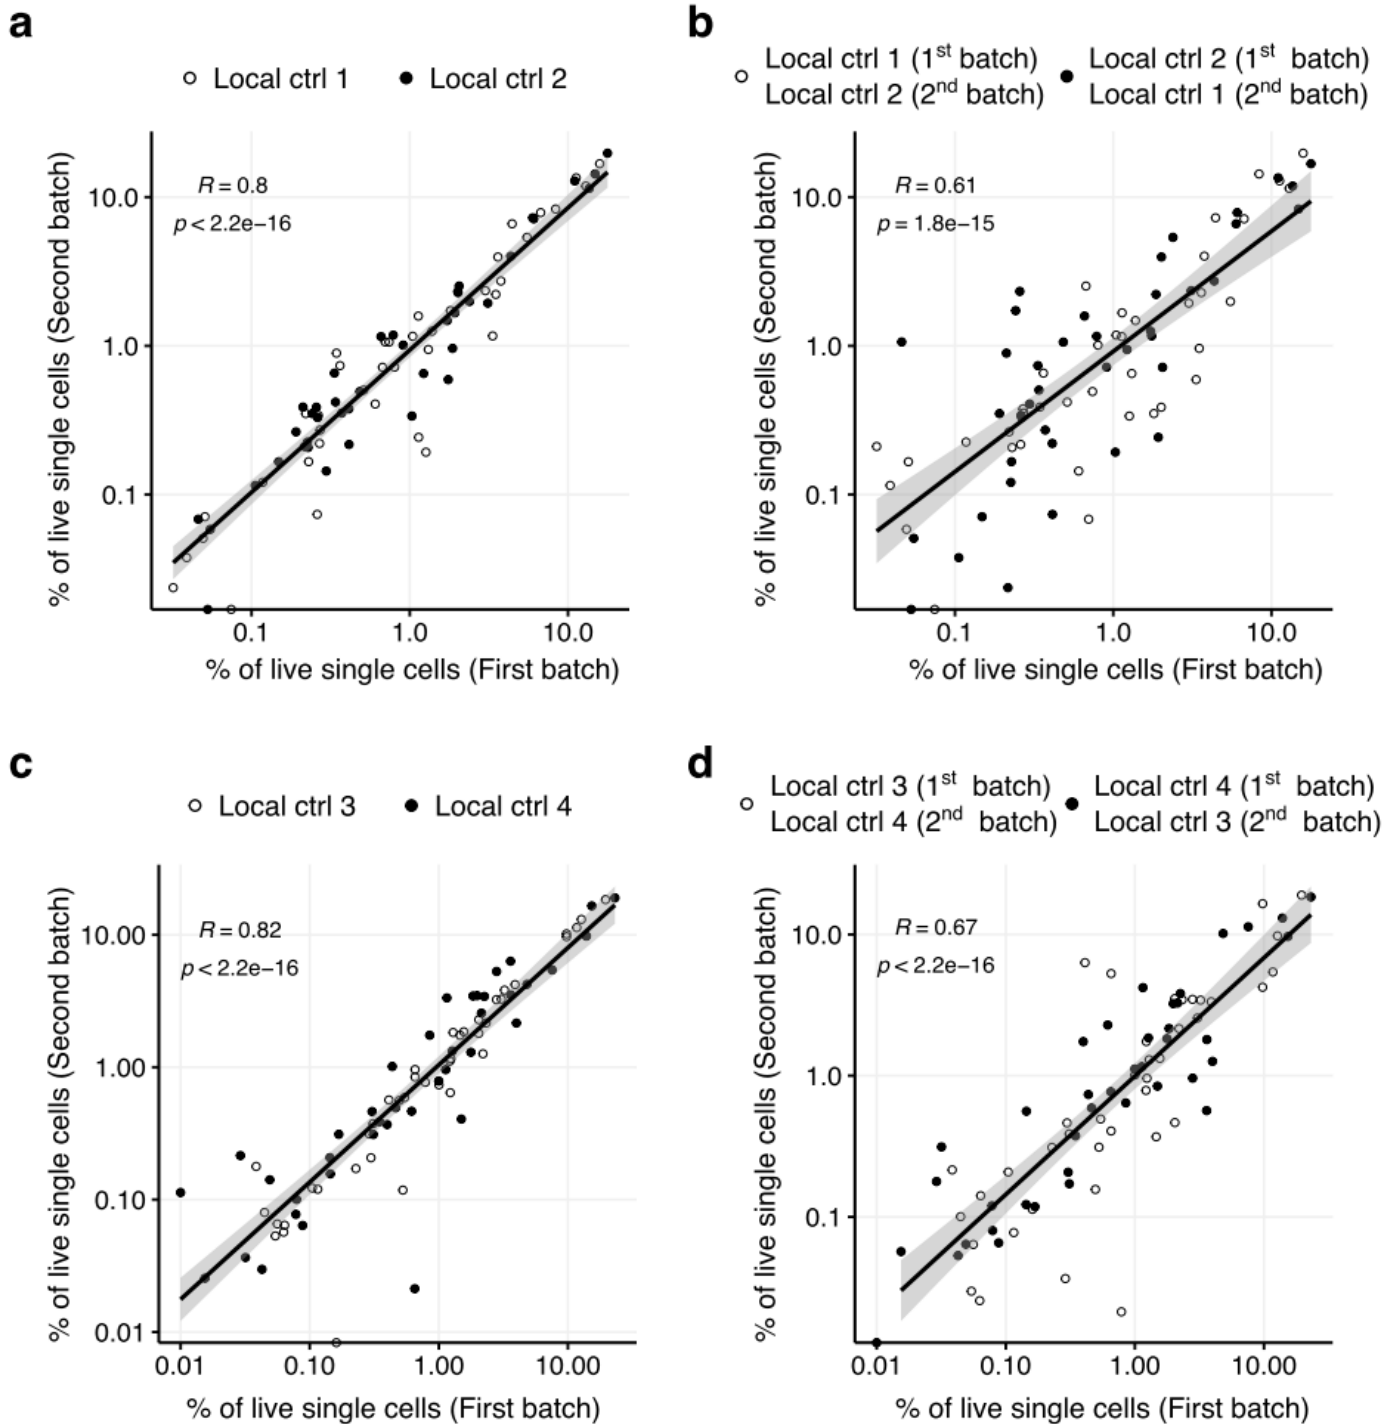 a
Local ctrl 1 Local ctrl 2
R = 0.8
p < 2.2e−16
10.0
1.0
0.1
% of live single cells (Second batch)
0.1 1.0 10.0
% of live single cells (First batch)
b
Local ctrl 1 (1st batch) Local ctrl 2 (1st batch)
Local ctrl 2 (2nd batch) Local ctrl 1 (2nd batch)
R = 0.61
p = 1.8e−15
10.0
1.0
0.1
% of live single cells (Second batch)
0.1 1.0 10.0
% of live single cells (First batch)
c
Local ctrl 3 Local ctrl 4
R = 0.82
p < 2.2e−16
10.00
1.00
0.10
0.01
% of live single cells (Second batch)
0.01 0.10 1.00 10.00
% of live single cells (First batch)
d
Local ctrl 3 (1st batch) Local ctrl 4 (1st batch)
Local ctrl 4 (2nd batch) Local ctrl 3 (2nd batch)
R = 0.67
p < 2.2e−16
10.0
1.0
0.1
% of live single cells (Second batch)
0.01 0.10 1.00 10.00
% of live single cells (First batch)